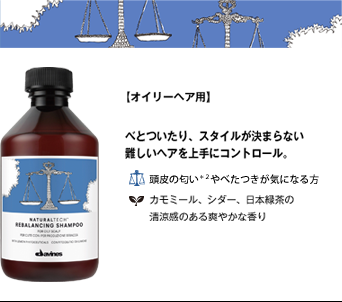 【オイリーヘア用】
べとついたり、スタイルが決まらない
難しいヘアを上手にコントロール。
頭皮の匂い＊2やべたつきが気になる方
カモミール、シダー、日本緑茶の
清涼感のある爽やかな香り
NATURALTECH
REBALANCING SHAMPOO
FOR OILY SCALP
davines